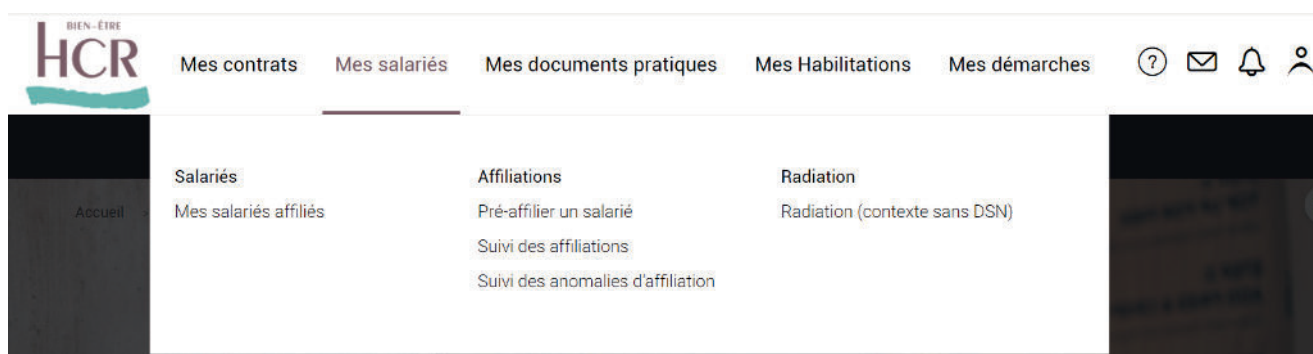 BIEN-ÊTRE
HCR
Mes contrats Mes salariés Mes documents pratiques Mes Habilitations Mes démarches
?
Salariés Affiliations Radiation
Accueil > Mes salariés affiliés Pré-affilier un salarié Radiation (contexte sans DSN)
Suivi des affiliations
Suivi des anomalies d'affiliation